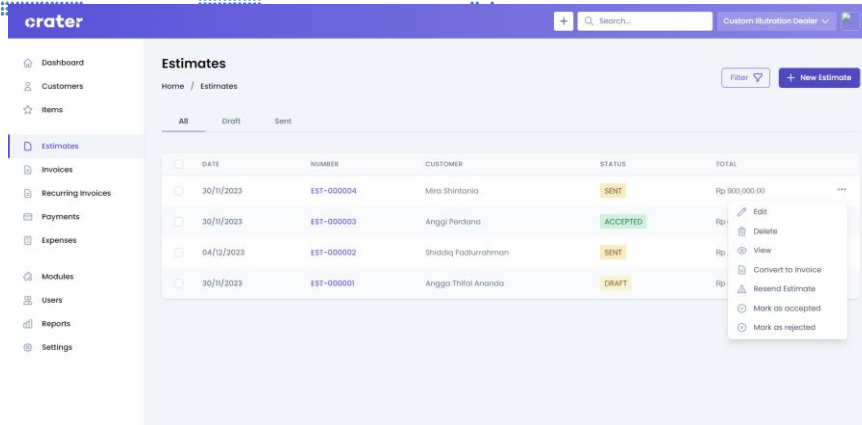 crater
Search...
Custom Illutration Dealer
Dashboard
Customers
Items
Estimates
Invoices
Recurring Invoices
Payments
Expenses
Modules
Users
Reports
Settings
Estimates
Home / Estimates
Filter
+ New Estimate
All Draft Sent
DATE NUMBER CUSTOMER STATUS TOTAL
30/11/2023 EST-000004 Mira Shintania SENT Rp 900,000.00 ...
30/11/2023 EST-000003 Anggi Perdana ACCEPTED Rp
04/12/2023 EST-000002 Shiddiq Fadlurrahman SENT Rp
30/11/2023 EST-000001 Angga Thifal Ananda DRAFT Rp
Edit
Delete
View
Convert to Invoice
Resend Estimate
Mark as accepted
Mark as rejected